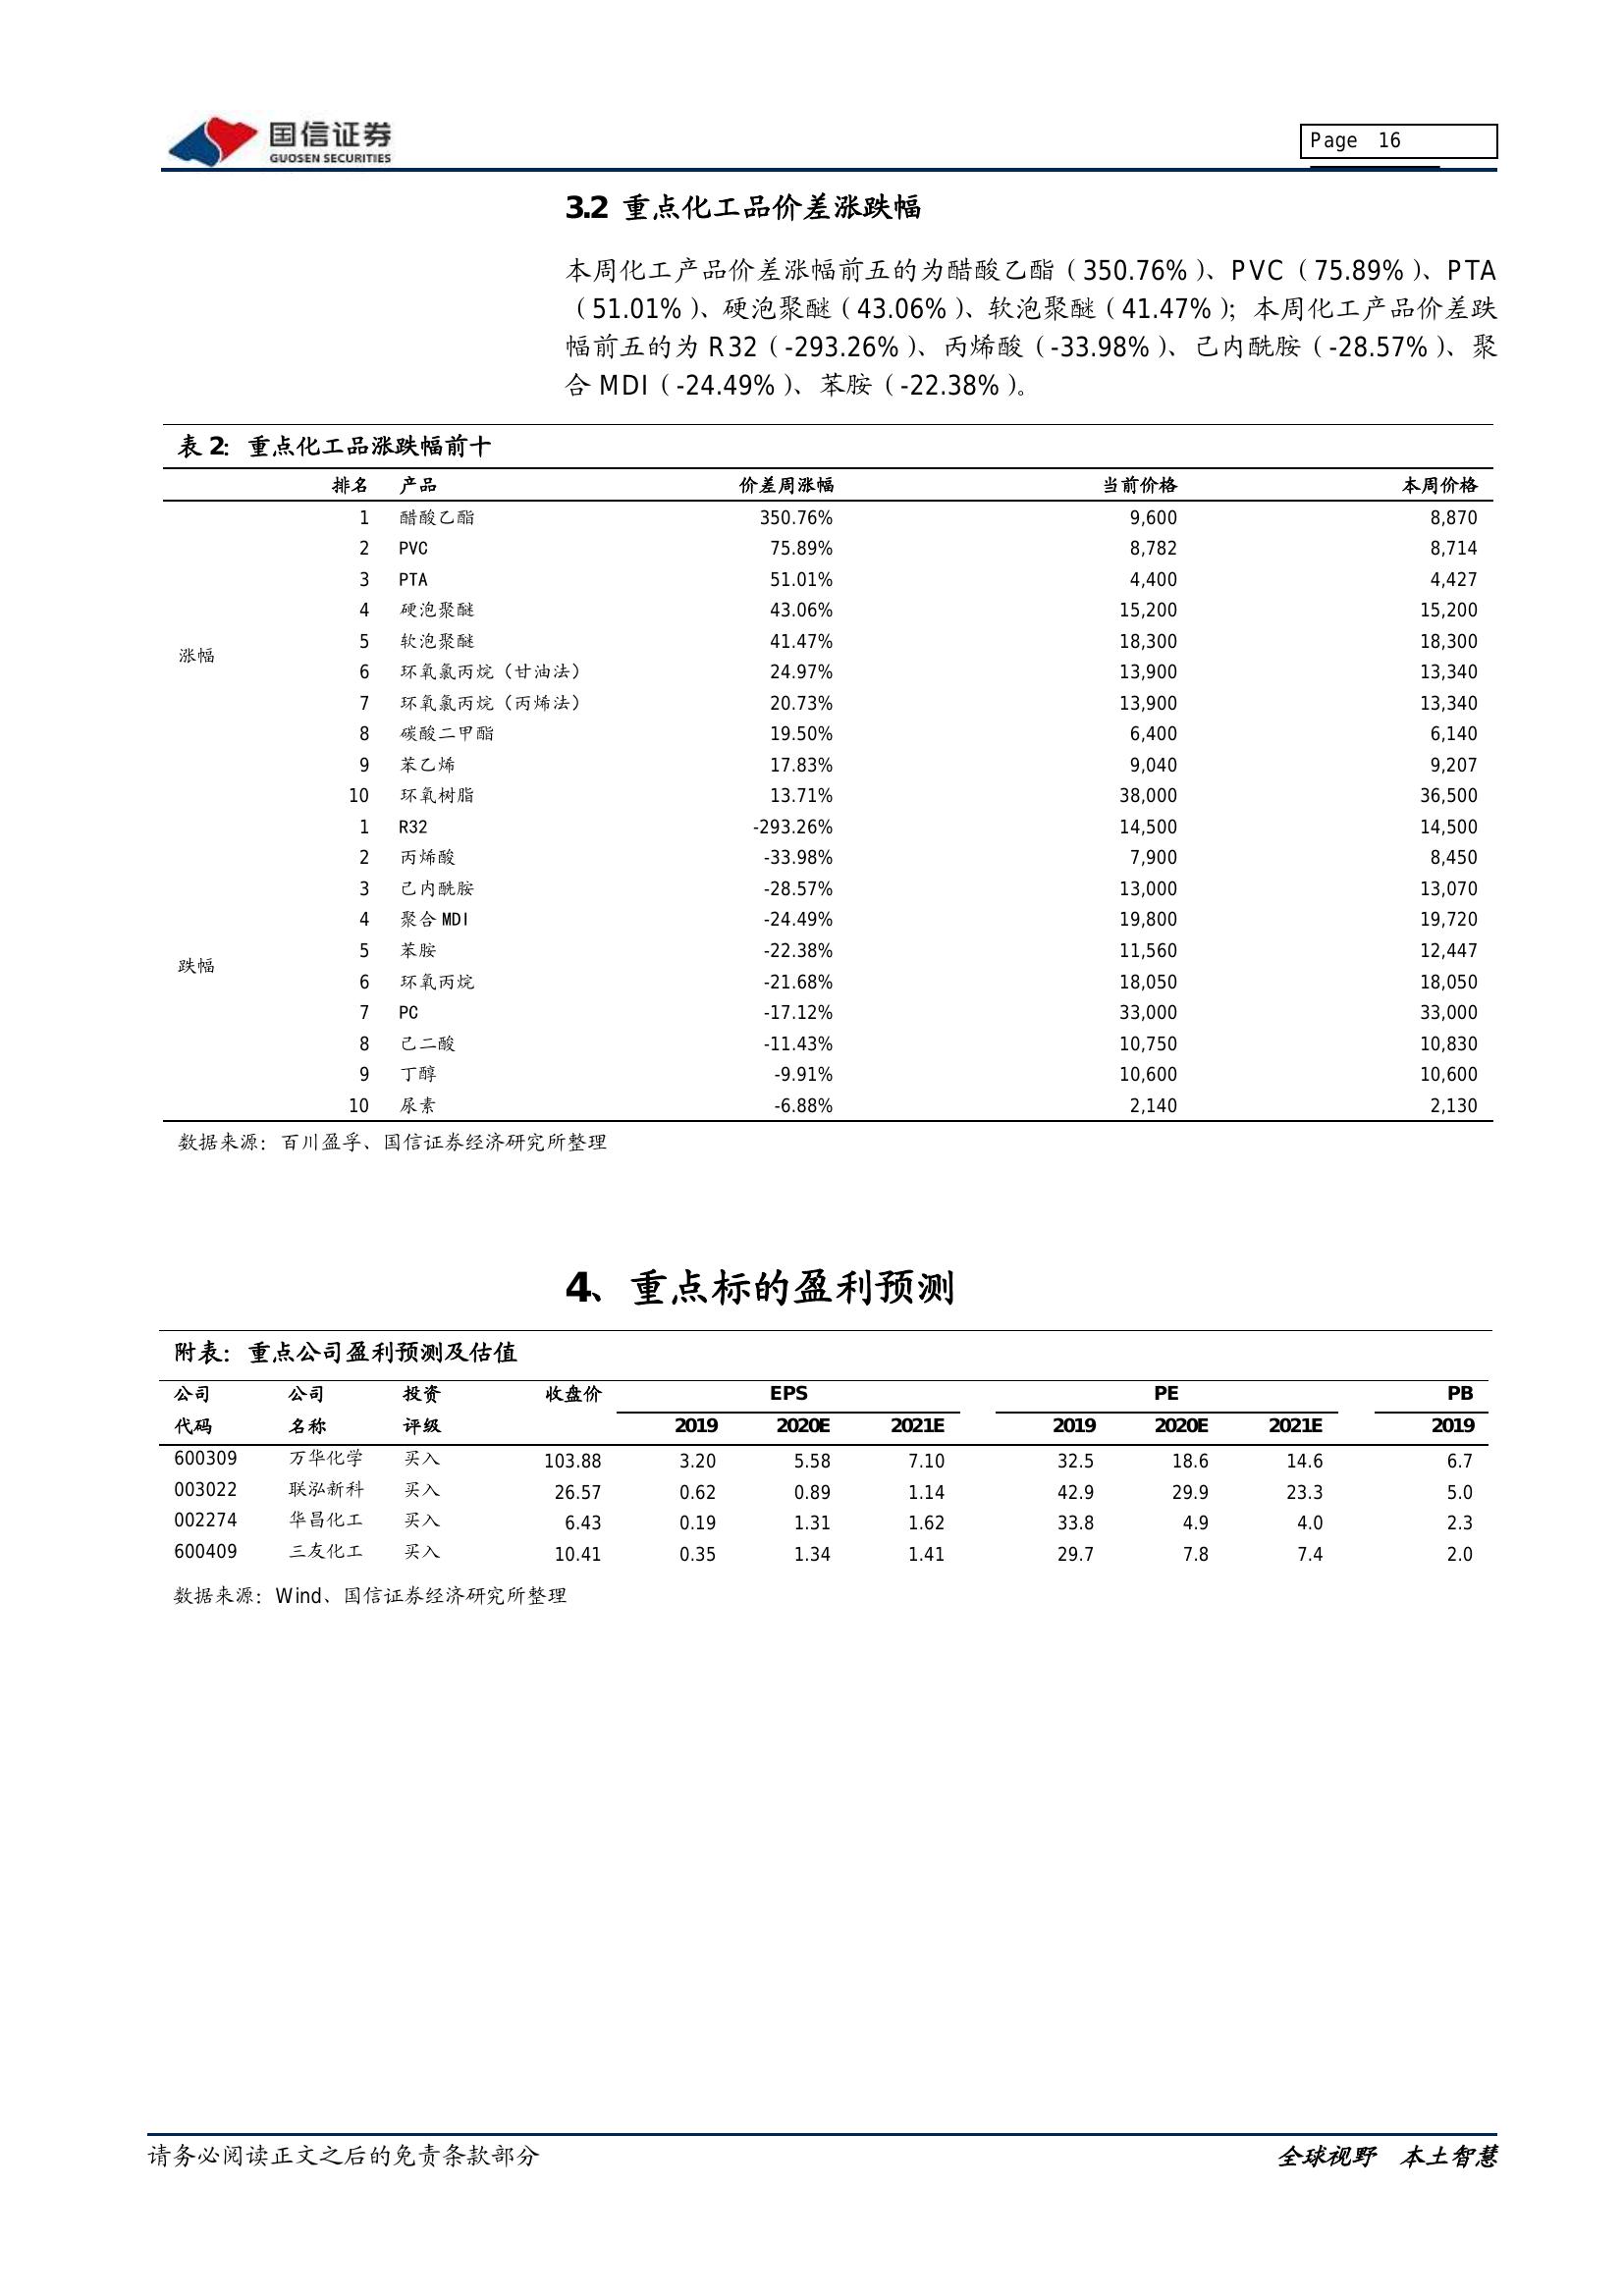 国信证券
GUOSEN SECURITIES
Page 16
3.2 重点化工品价差涨跌幅
本周化工产品价差涨幅前五的为醋酸乙酯（350.76%）、PVC（75.89%）、PTA
（51.01%）、硬泡聚醚（43.06%）、软泡聚醚（41.47%）；本周化工产品价差跌
幅前五的为 R32（-293.26%）、丙烯酸（-33.98%）、己内酰胺（-28.57%）、聚
合 MDI（-24.49%）、苯胺（-22.38%）。
表 2：重点化工品涨跌幅前十
排名 产品 价差周涨幅 当前价格 本周价格
1 醋酸乙酯 350.76% 9,600 8,870
2 PVC 75.89% 8,782 8,714
3 PTA 51.01% 4,400 4,427
4 硬泡聚醚 43.06% 15,200 15,200
5 软泡聚醚 41.47% 18,300 18,300
涨幅
6 环氧氯丙烷（甘油法） 24.97% 13,900 13,340
7 环氧氯丙烷（丙烯法） 20.73% 13,900 13,340
8 碳酸二甲酯 19.50% 6,400 6,140
9 苯乙烯 17.83% 9,040 9,207
10 环氧树脂 13.71% 38,000 36,500
1 R32 -293.26% 14,500 14,500
2 丙烯酸 -33.98% 7,900 8,450
3 己内酰胺 -28.57% 13,000 13,070
4 聚合 MDI -24.49% 19,800 19,720
5 苯胺 -22.38% 11,560 12,447
跌幅
6 环氧丙烷 -21.68% 18,050 18,050
7 PC -17.12% 33,000 33,000
8 己二酸 -11.43% 10,750 10,830
9 丁醇 -9.91% 10,600 10,600
10 尿素 -6.88% 2,140 2,130
数据来源：百川盈孚、国信证券经济研究所整理
4、重点标的盈利预测
附表：重点公司盈利预测及估值
公司 公司 投资 收盘价 EPS PE PB
代码 名称 评级 2019 2020E 2021E 2019 2020E 2021E 2019
600309 万华化学 买入 103.88 3.20 5.58 7.10 32.5 18.6 14.6 6.7
003022 联泓新科 买入 26.57 0.62 0.89 1.14 42.9 29.9 23.3 5.0
002274 华昌化工 买入 6.43 0.19 1.31 1.62 33.8 4.9 4.0 2.3
600409 三友化工 买入 10.41 0.35 1.34 1.41 29.7 7.8 7.4 2.0
数据来源：Wind、国信证券经济研究所整理
请务必阅读正文之后的免责条款部分 全球视野 本土智慧